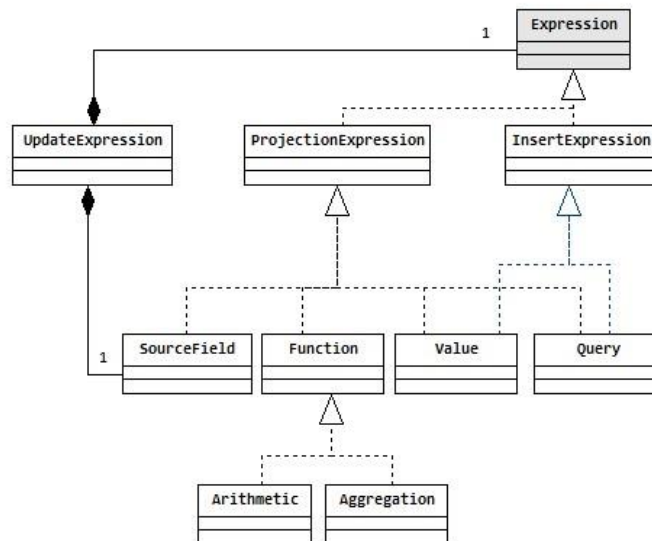 Expression
1
UpdateExpression
ProjectionExpression
InsertExpression
1
SourceField
Function
Value
Query
Arithmetic
Aggregation